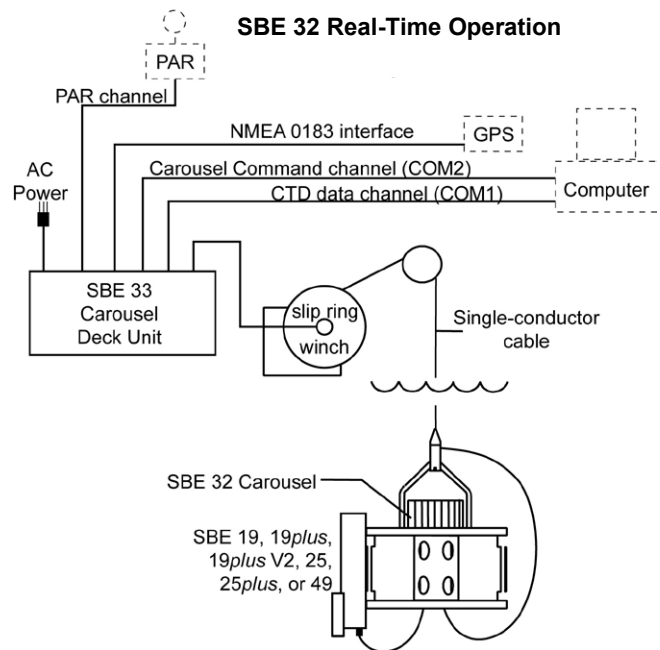 SBE 32 Real-Time Operation
PAR
PAR channel
NMEA 0183 interface
GPS
AC
Power
Carousel Command channel (COM2)
CTD data channel (COM1)
Computer
SBE 33
Carousel
Deck Unit
slip ring
winch
Single-conductor
cable
SBE 32 Carousel
SBE 19, 19plus,
19plus V2, 25,
25plus, or 49